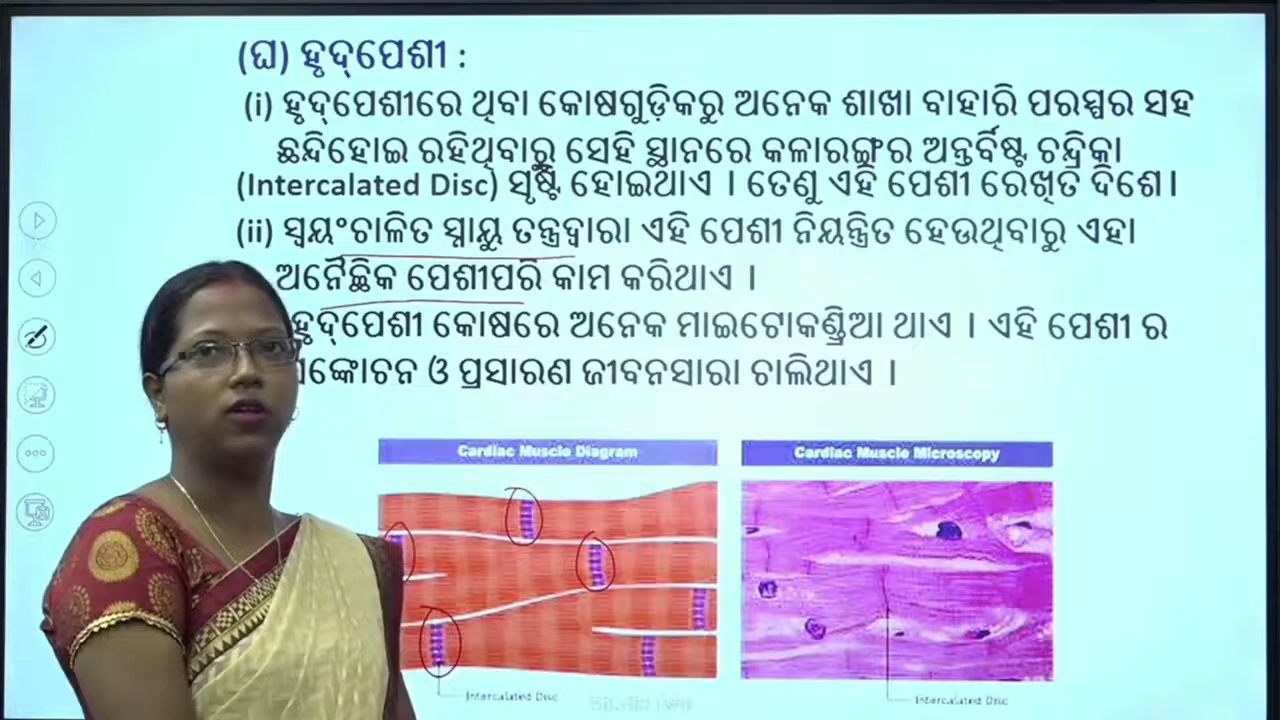 (ଘ) ହୃଦ୍‌ପେଶୀ :
(i) ହୃଦ୍‌ପେଶୀରେ ଥିବା କୋଷଗୁଡ଼ିକରୁ ଅନେକ ଶାଖା ବାହାରି ପରସ୍ପର ସହ
ଛନ୍ଦିହୋଇ ରହିଥିବାରୁ ସେହି ସ୍ଥାନରେ କଳାରଙ୍ଗର ଅନ୍ତର୍ବିଷ୍ଟ ଚନ୍ଦ୍ରିକା
(Intercalated Disc) ସୃଷ୍ଟି ହୋଇଥାଏ । ତେଣୁ ଏହି ପେଶୀ ରେଖିତ ଦିଶେ।
(ii) ସ୍ୱୟଂଚାଳିତ ସ୍ନାୟୁ ତନ୍ତ୍ରଦ୍ୱାରା ଏହି ପେଶୀ ନିୟନ୍ତ୍ରିତ ହେଉଥିବାରୁ ଏହା
ଅନୈଚ୍ଛିକ ପେଶୀପରି କାମ କରିଥାଏ ।
ହୃଦ୍‌ପେଶୀ କୋଷରେ ଅନେକ ମାଇଟୋକଣ୍ଡ୍ରିଆ ଥାଏ । ଏହି ପେଶୀ ର
ଓ ପ୍ରସାରଣ ଜୀବନସାରା ଚାଲିଥାଏ ।
Cardiac Muscle Diagram
Cardiac Muscle Microscopy
Intercalated Disc
Intercalated Disc